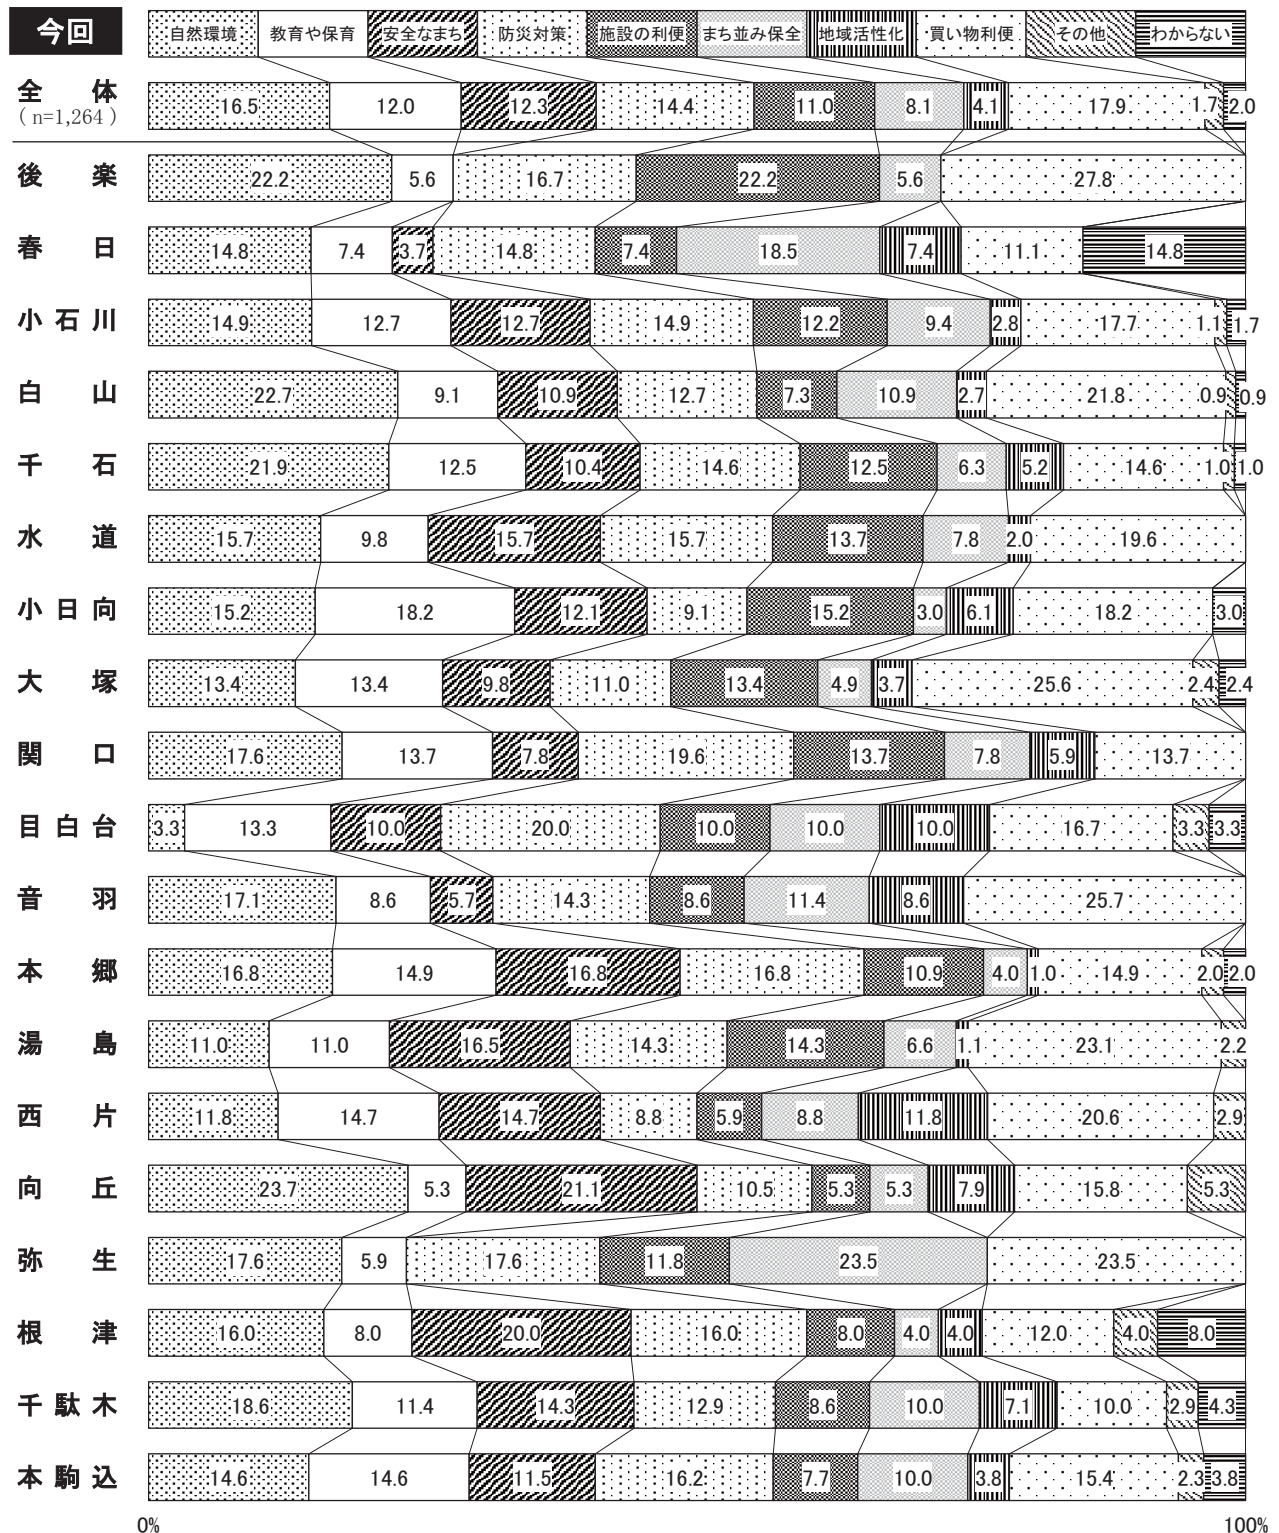 今回
自然環境 教育や保育 安全なまち 防災対策 施設の利便 まち並み保全 地域活性化 買い物利便 その他 わからない
全体 16.5 12.0 12.3 14.4 11.0 8.1 4.1 17.9 1.7 2.0
(n=1,264)
後楽 22.2 5.6 16.7 22.2 5.6 27.8
春日 14.8 7.4 3.7 14.8 7.4 18.5 7.4 11.1 14.8
小石川 14.9 12.7 12.7 14.9 12.2 9.4 2.8 17.7 1.1 1.7
白山 22.7 9.1 10.9 12.7 7.3 10.9 2.7 21.8 0.9 0.9
千石 21.9 12.5 10.4 14.6 12.5 6.3 5.2 14.6 1.0 1.0
水道 15.7 9.8 15.7 15.7 13.7 7.8 2.0 19.6
小日向 15.2 18.2 12.1 9.1 15.2 3.0 6.1 18.2 3.0
大塚 13.4 13.4 9.8 11.0 13.4 4.9 3.7 25.6 2.4 2.4
関口 17.6 13.7 7.8 19.6 13.7 7.8 5.9 13.7
目白台 3.3 13.3 10.0 20.0 10.0 10.0 10.0 16.7 3.3 3.3
音羽 17.1 8.6 5.7 14.3 8.6 11.4 8.6 25.7
本郷 16.8 14.9 16.8 16.8 10.9 4.0 1.0 14.9 2.0 2.0
湯島 11.0 11.0 16.5 14.3 14.3 6.6 1.1 23.1 2.2
西片 11.8 14.7 14.7 8.8 5.9 8.8 11.8 20.6 2.9
向丘 23.7 5.3 21.1 10.5 5.3 5.3 7.9 15.8 5.3
弥生 17.6 5.9 17.6 11.8 23.5 23.5
根津 16.0 8.0 20.0 16.0 8.0 4.0 4.0 12.0 4.0 8.0
千駄木 18.6 11.4 14.3 12.9 8.6 10.0 7.1 10.0 2.9 4.3
本駒込 14.6 14.6 11.5 16.2 7.7 10.0 3.8 15.4 2.3 3.8
0% 100%